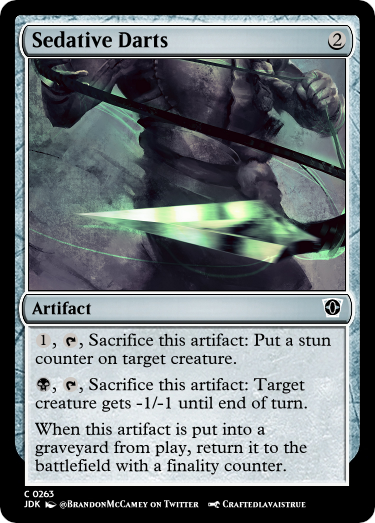 Sedative Darts 2
Artifact
1, , Sacrifice this artifact: Put a stun
counter on target creature.
, , Sacrifice this artifact: Target
creature gets -1/-1 until end of turn.
When this artifact is put into a
graveyard from play, return it to the
battlefield with a finality counter.
C 0263
JDK @BrandonMcCamey on Twitter Craftedlavaistrue